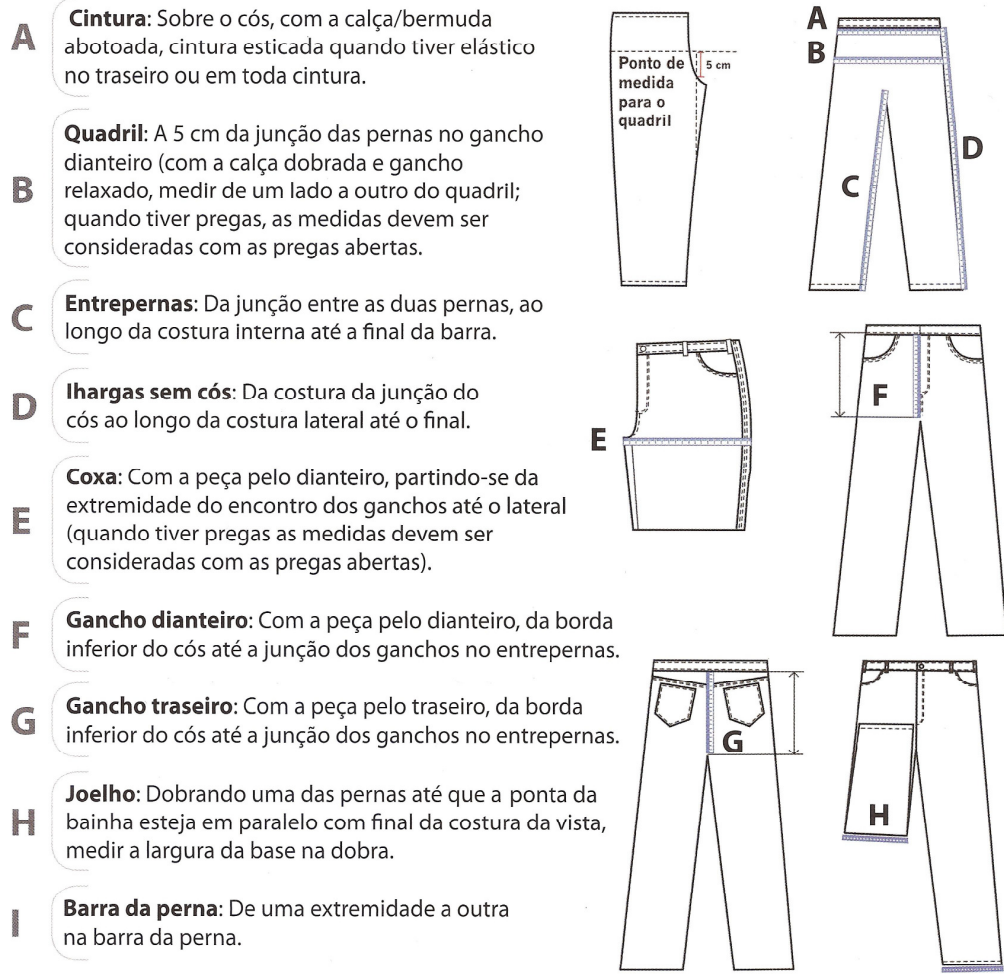 A
Cintura: Sobre o cós, com a calça/bermuda
abotoada, cintura esticada quando tiver elástico
no traseiro ou em toda cintura.
B
Quadril: A 5 cm da junção das pernas no gancho
dianteiro (com a calça dobrada e gancho
relaxado, medir de um lado a outro do quadril;
quando tiver pregas, as medidas devem ser
consideradas com as pregas abertas.
C
Entrepernas: Da junção entre as duas pernas, ao
longo da costura interna até a final da barra.
D
Ihargas sem cós: Da costura da junção do
cós ao longo da costura lateral até o final.
E
Coxa: Com a peça pelo dianteiro, partindo-se da
extremidade do encontro dos ganchos até o lateral
(quando tiver pregas as medidas devem ser
consideradas com as pregas abertas).
F
Gancho dianteiro: Com a peça pelo dianteiro, da borda
inferior do cós até a junção dos ganchos no entrepernas.
G
Gancho traseiro: Com a peça pelo traseiro, da borda
inferior do cós até a junção dos ganchos no entrepernas.
H
Joelho: Dobrando uma das pernas até que a ponta da
bainha esteja em paralelo com final da costura da vista,
medir a largura da base na dobra.
I
Barra da perna: De uma extremidade a outra
na barra da perna.
Ponto de
medida
para o
quadril
5 cm
A
B
C
D
E
F
G
H